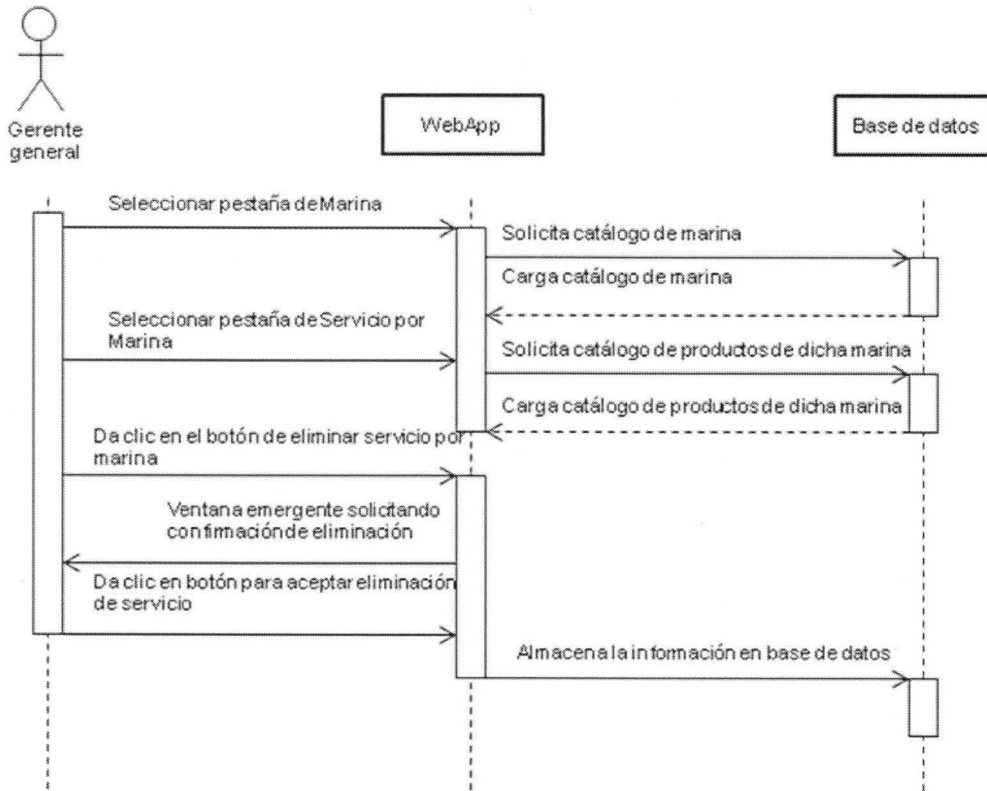 Gerente
general
WebApp
Base de datos
Seleccionar pestaña de Marina
Solicita catálogo de marina
Carga catálogo de marina
Seleccionar pestaña de Servicio por
Marina
Solicita catálogo de productos de dicha marina
Carga catálogo de productos de dicha marina
Da clic en el botón de eliminar servicio por
marina
Ventana emergente solicitando
confirmación de eliminación
Da clic en botón para aceptar eliminación
de servicio
Almacena la información en base de datos